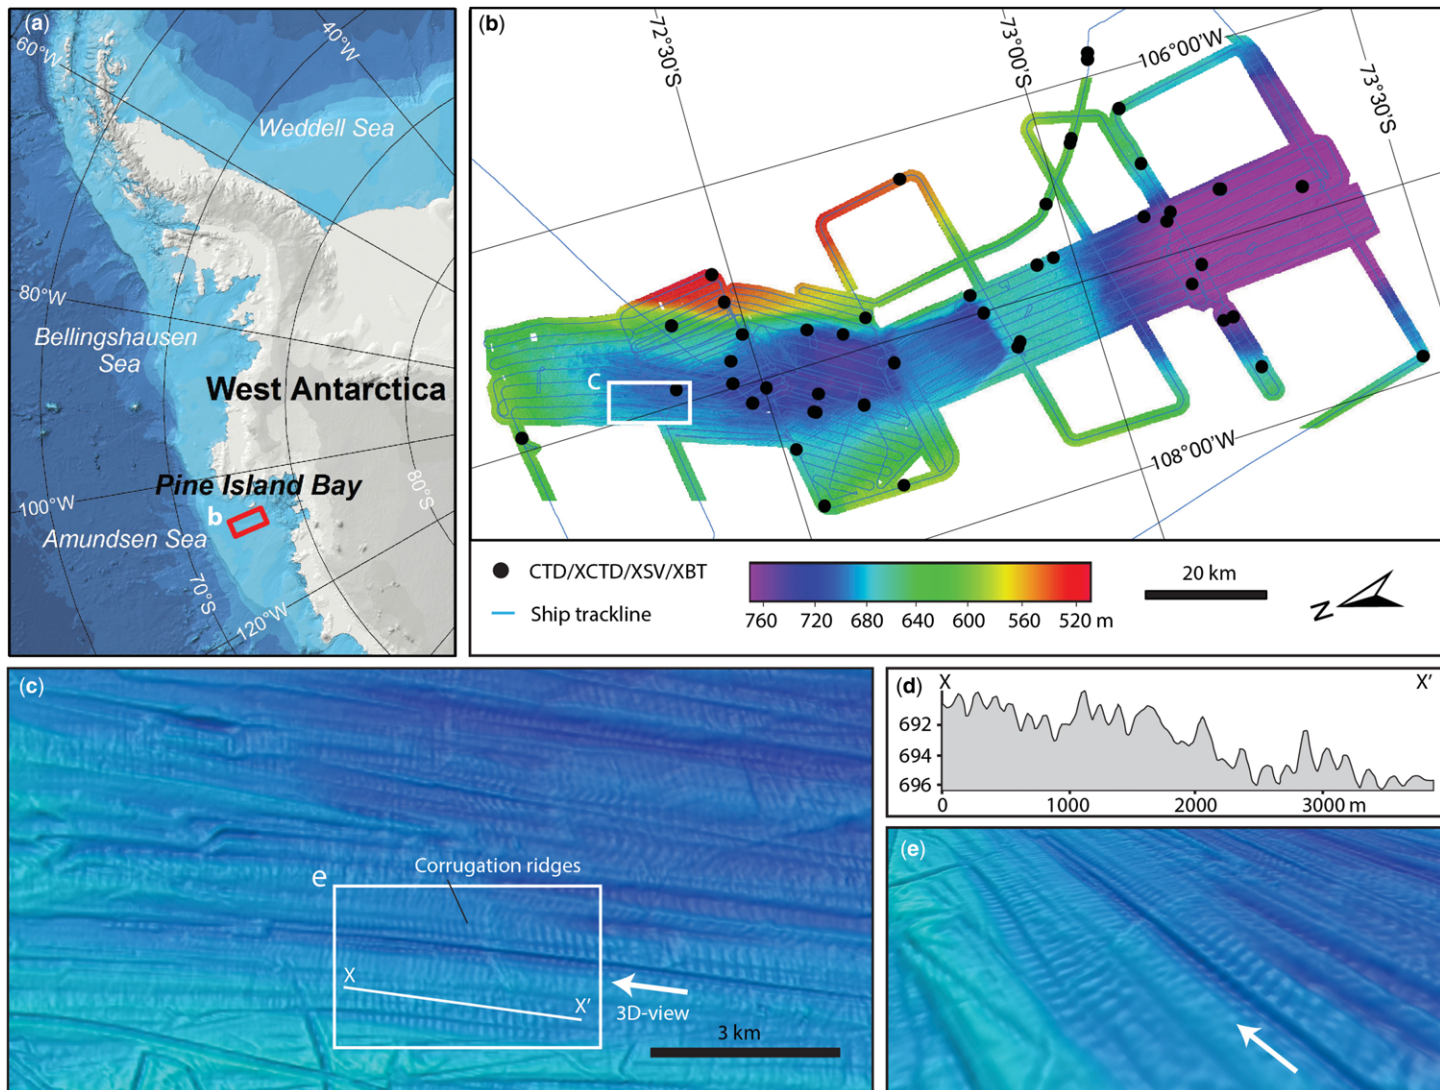 (a)
60°W
40°W
Weddell Sea
80°W
Bellingshausen
Sea
West Antarctica
Pine Island Bay
b
100°W
80°S
Amundsen Sea
70°S
120°W
(b)
72°30'S
73°00'S
106°00'W
73°30'S
C
108°00'W
CTD/XCTD/XSV/XBT
Ship trackline
760 720 680 640 600 560 520 m
20 km
N
(c)
Corrugation ridges
e
X
X'
3D-view
3 km
(d)
X X'
692
694
696
0 1000 2000 3000 m
(e)